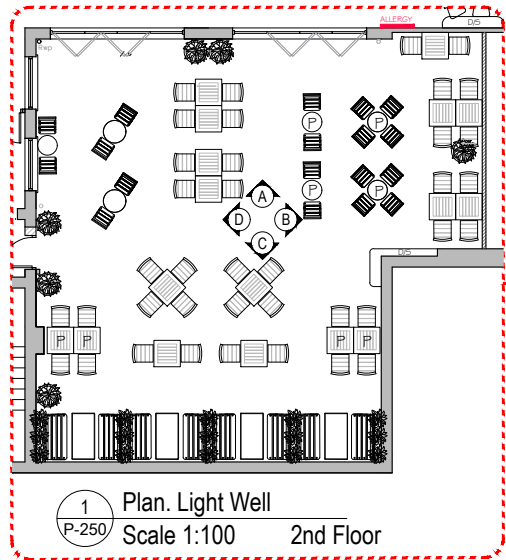 ALLERGY
D/S
P
P
P
P
A
D
B
C
D/S
P
P
P
P
1
P-250
Plan. Light Well
Scale 1:100 2nd Floor